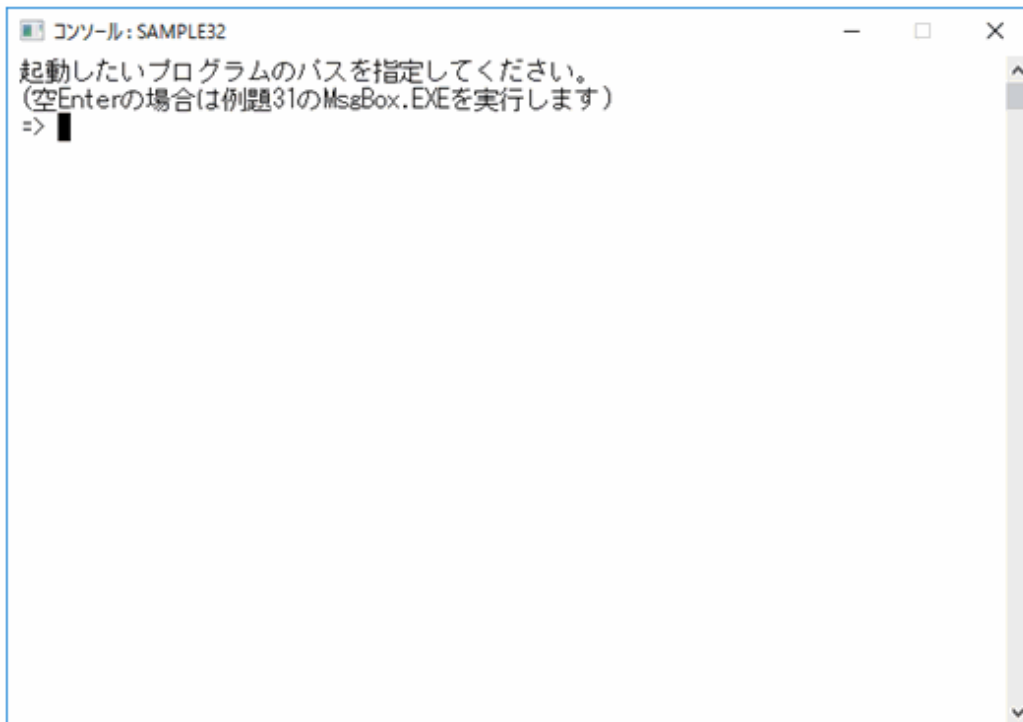 コンソール : SAMPLE32
起動したいプログラムのパスを指定してください。
(空Enterの場合は例題31のMsgBox.EXEを実行します)
=>